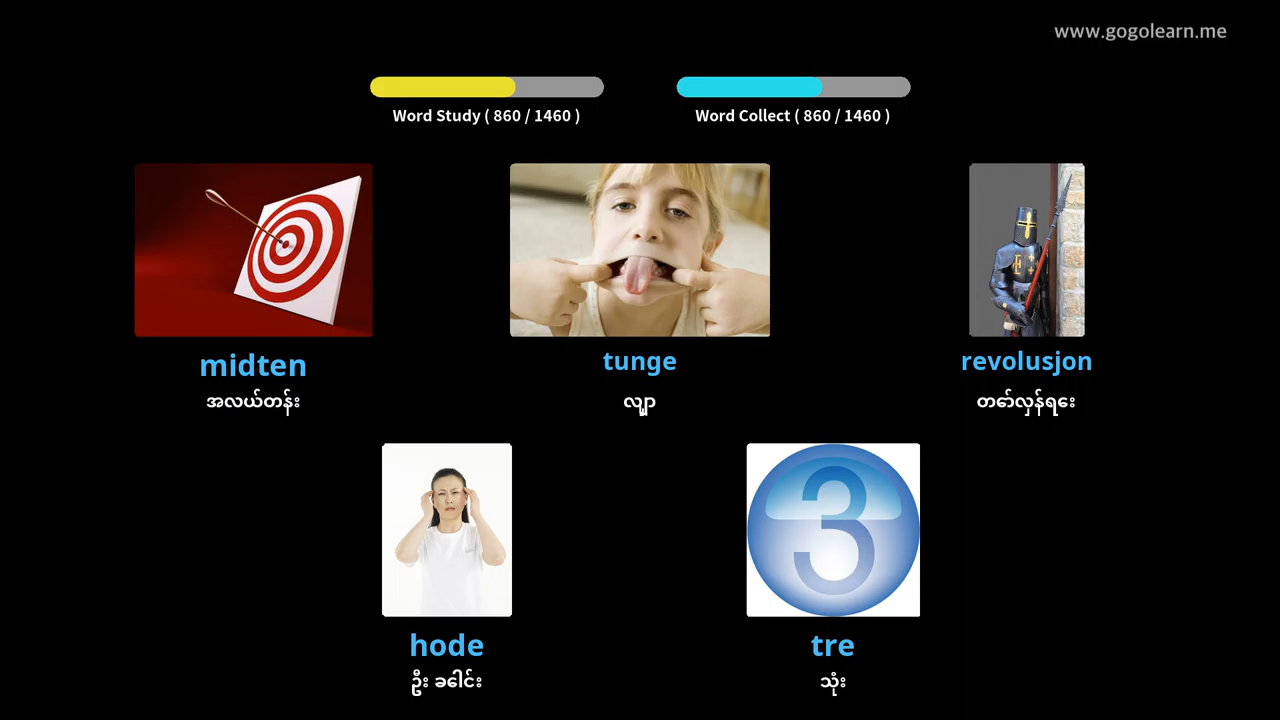 www.gogolearn.me
Word Study ( 860 / 1460 )
Word Collect ( 860 / 1460 )
midten
အလယ်တန်း
tunge
လျှာ
revolusjon
တော်လှန်ရေး
hode
ဦး ခေါင်း
3
tre
သုံး